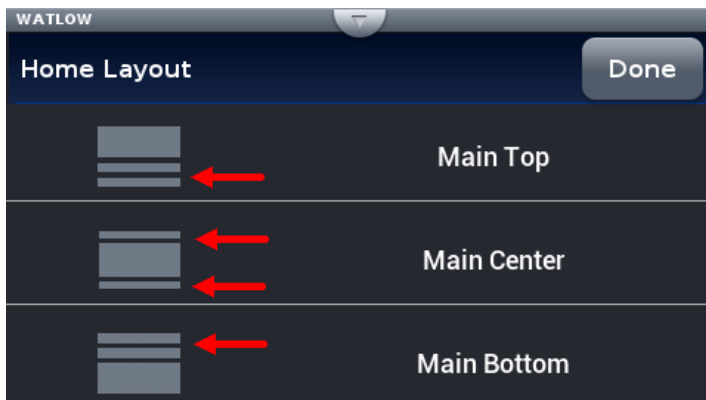 WATLOW
Home Layout
Done
Main Top
Main Center
Main Bottom